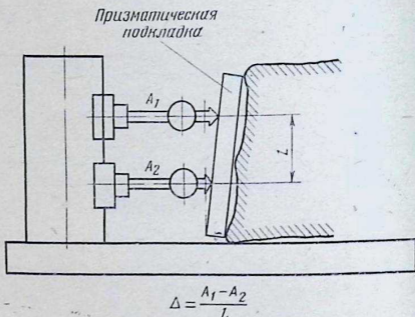 Призматическая
подкладка
A₁
A₂
L
Δ = (A₁ − A₂) / L